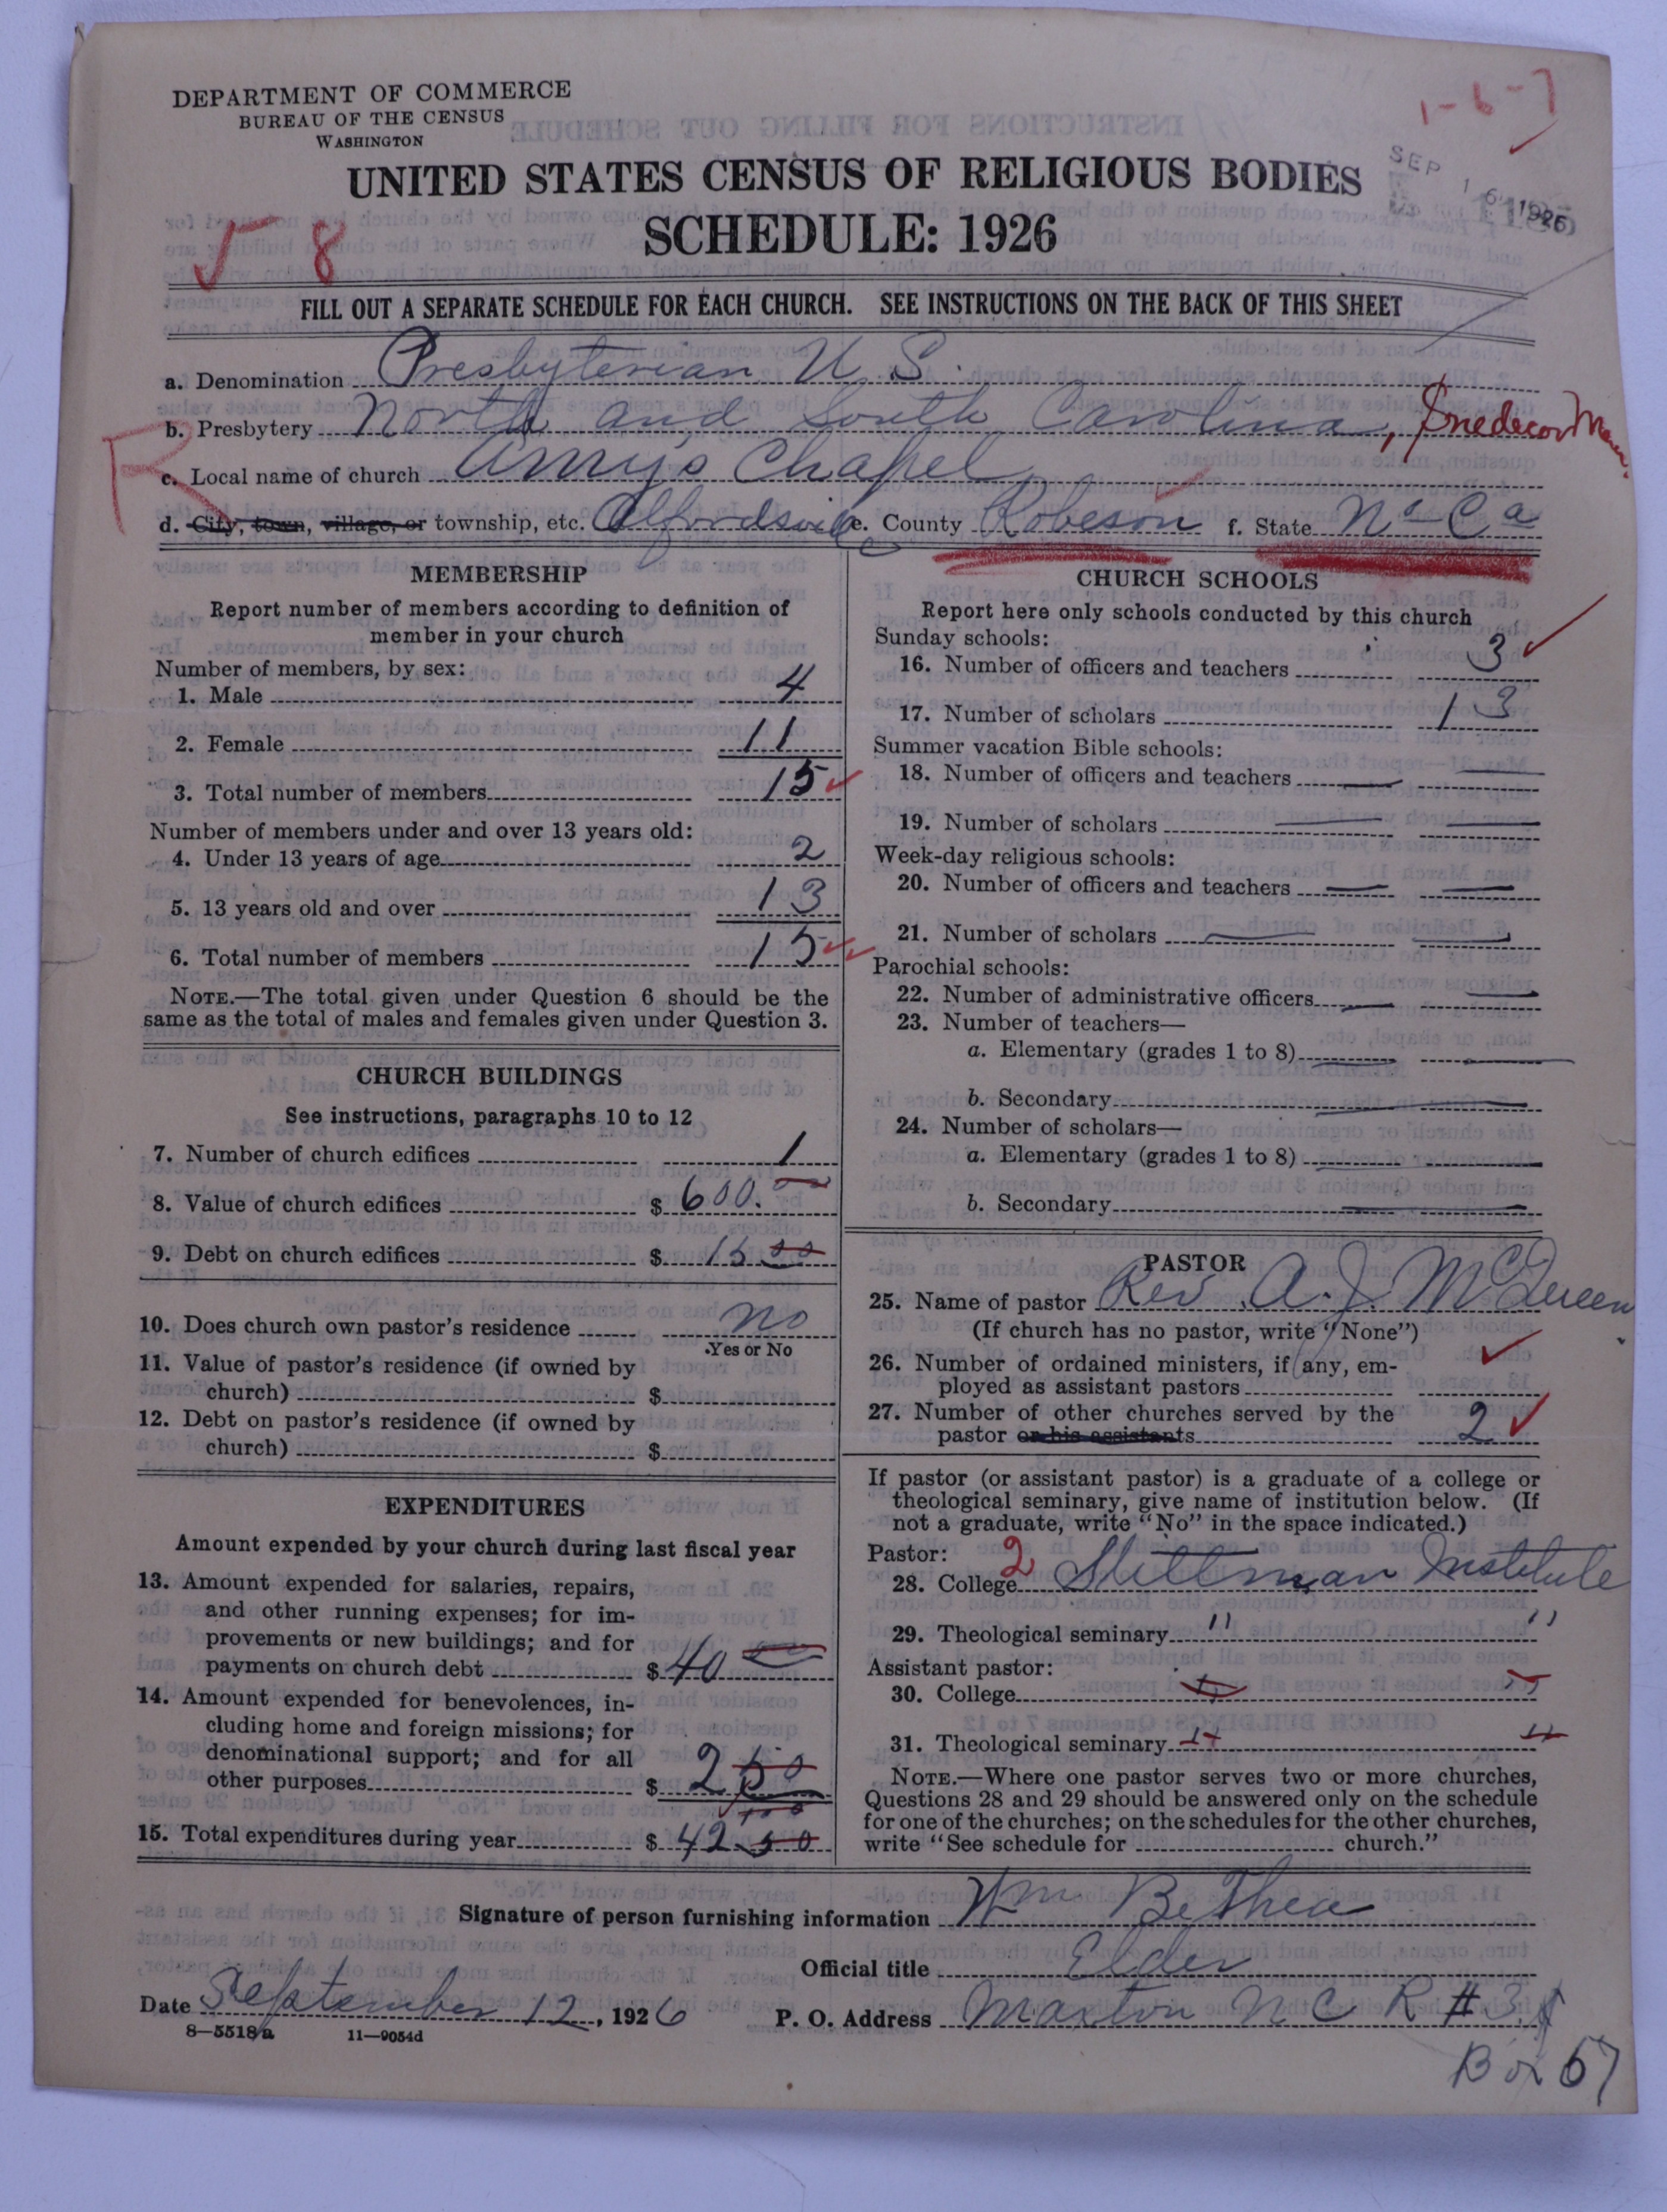 DEPARTMENT OF COMMERCE
BUREAU OF THE CENSUS
WASHINGTON
1-6-7
UNITED STATES CENSUS OF RELIGIOUS BODIES
SEP 16 1926
SCHEDULE: 1926
8
FILL OUT A SEPARATE SCHEDULE FOR EACH CHURCH. SEE INSTRUCTIONS ON THE BACK OF THIS SHEET
a. Denomination Presbyterian U. S.
b. Presbytery North and South Carolina, Snedecor Mem.
R
c. Local name of church Amys Chapel
d. City, town, village, or township, etc. Alfordsville e. County Robeson f. State No Ca
MEMBERSHIP
Report number of members according to definition of
member in your church
Number of members, by sex:
1. Male 4
2. Female 11
3. Total number of members 15
Number of members under and over 13 years old:
4. Under 13 years of age 2
5. 13 years old and over 13
6. Total number of members 15
NOTE.—The total given under Question 6 should be the
same as the total of males and females given under Question 3.
CHURCH BUILDINGS
See instructions, paragraphs 10 to 12
7. Number of church edifices 1
8. Value of church edifices $ 600.
9. Debt on church edifices $ 15 00
10. Does church own pastor's residence no
Yes or No
11. Value of pastor's residence (if owned by
church) $
12. Debt on pastor's residence (if owned by
church) $
EXPENDITURES
Amount expended by your church during last fiscal year
13. Amount expended for salaries, repairs,
and other running expenses; for im-
provements or new buildings; and for
payments on church debt $ 40
14. Amount expended for benevolences, in-
cluding home and foreign missions; for
denominational support; and for all
other purposes $ 2 50
15. Total expenditures during year $ 42 50
CHURCH SCHOOLS
Report here only schools conducted by this church
Sunday schools:
16. Number of officers and teachers 3
17. Number of scholars 13
Summer vacation Bible schools:
18. Number of officers and teachers
19. Number of scholars
Week-day religious schools:
20. Number of officers and teachers
21. Number of scholars
Parochial schools:
22. Number of administrative officers
23. Number of teachers—
a. Elementary (grades 1 to 8)
b. Secondary
24. Number of scholars—
a. Elementary (grades 1 to 8)
b. Secondary
PASTOR
25. Name of pastor Rev. A. J. McQueen
(If church has no pastor, write "None")
26. Number of ordained ministers, if any, em-
ployed as assistant pastors
27. Number of other churches served by the
pastor or his assistants 2
If pastor (or assistant pastor) is a graduate of a college or
theological seminary, give name of institution below. (If
not a graduate, write "No" in the space indicated.)
Pastor: 2
28. College Stillman Institute
29. Theological seminary " "
Assistant pastor:
30. College
31. Theological seminary
NOTE.—Where one pastor serves two or more churches,
Questions 28 and 29 should be answered only on the schedule
for one of the churches; on the schedules for the other churches,
write "See schedule for church."
Signature of person furnishing information Wm BeThea
Official title Elder
Date September 12, 1926 P. O. Address Maxton N C R #3
8—5518a 11—9054d
Box 57